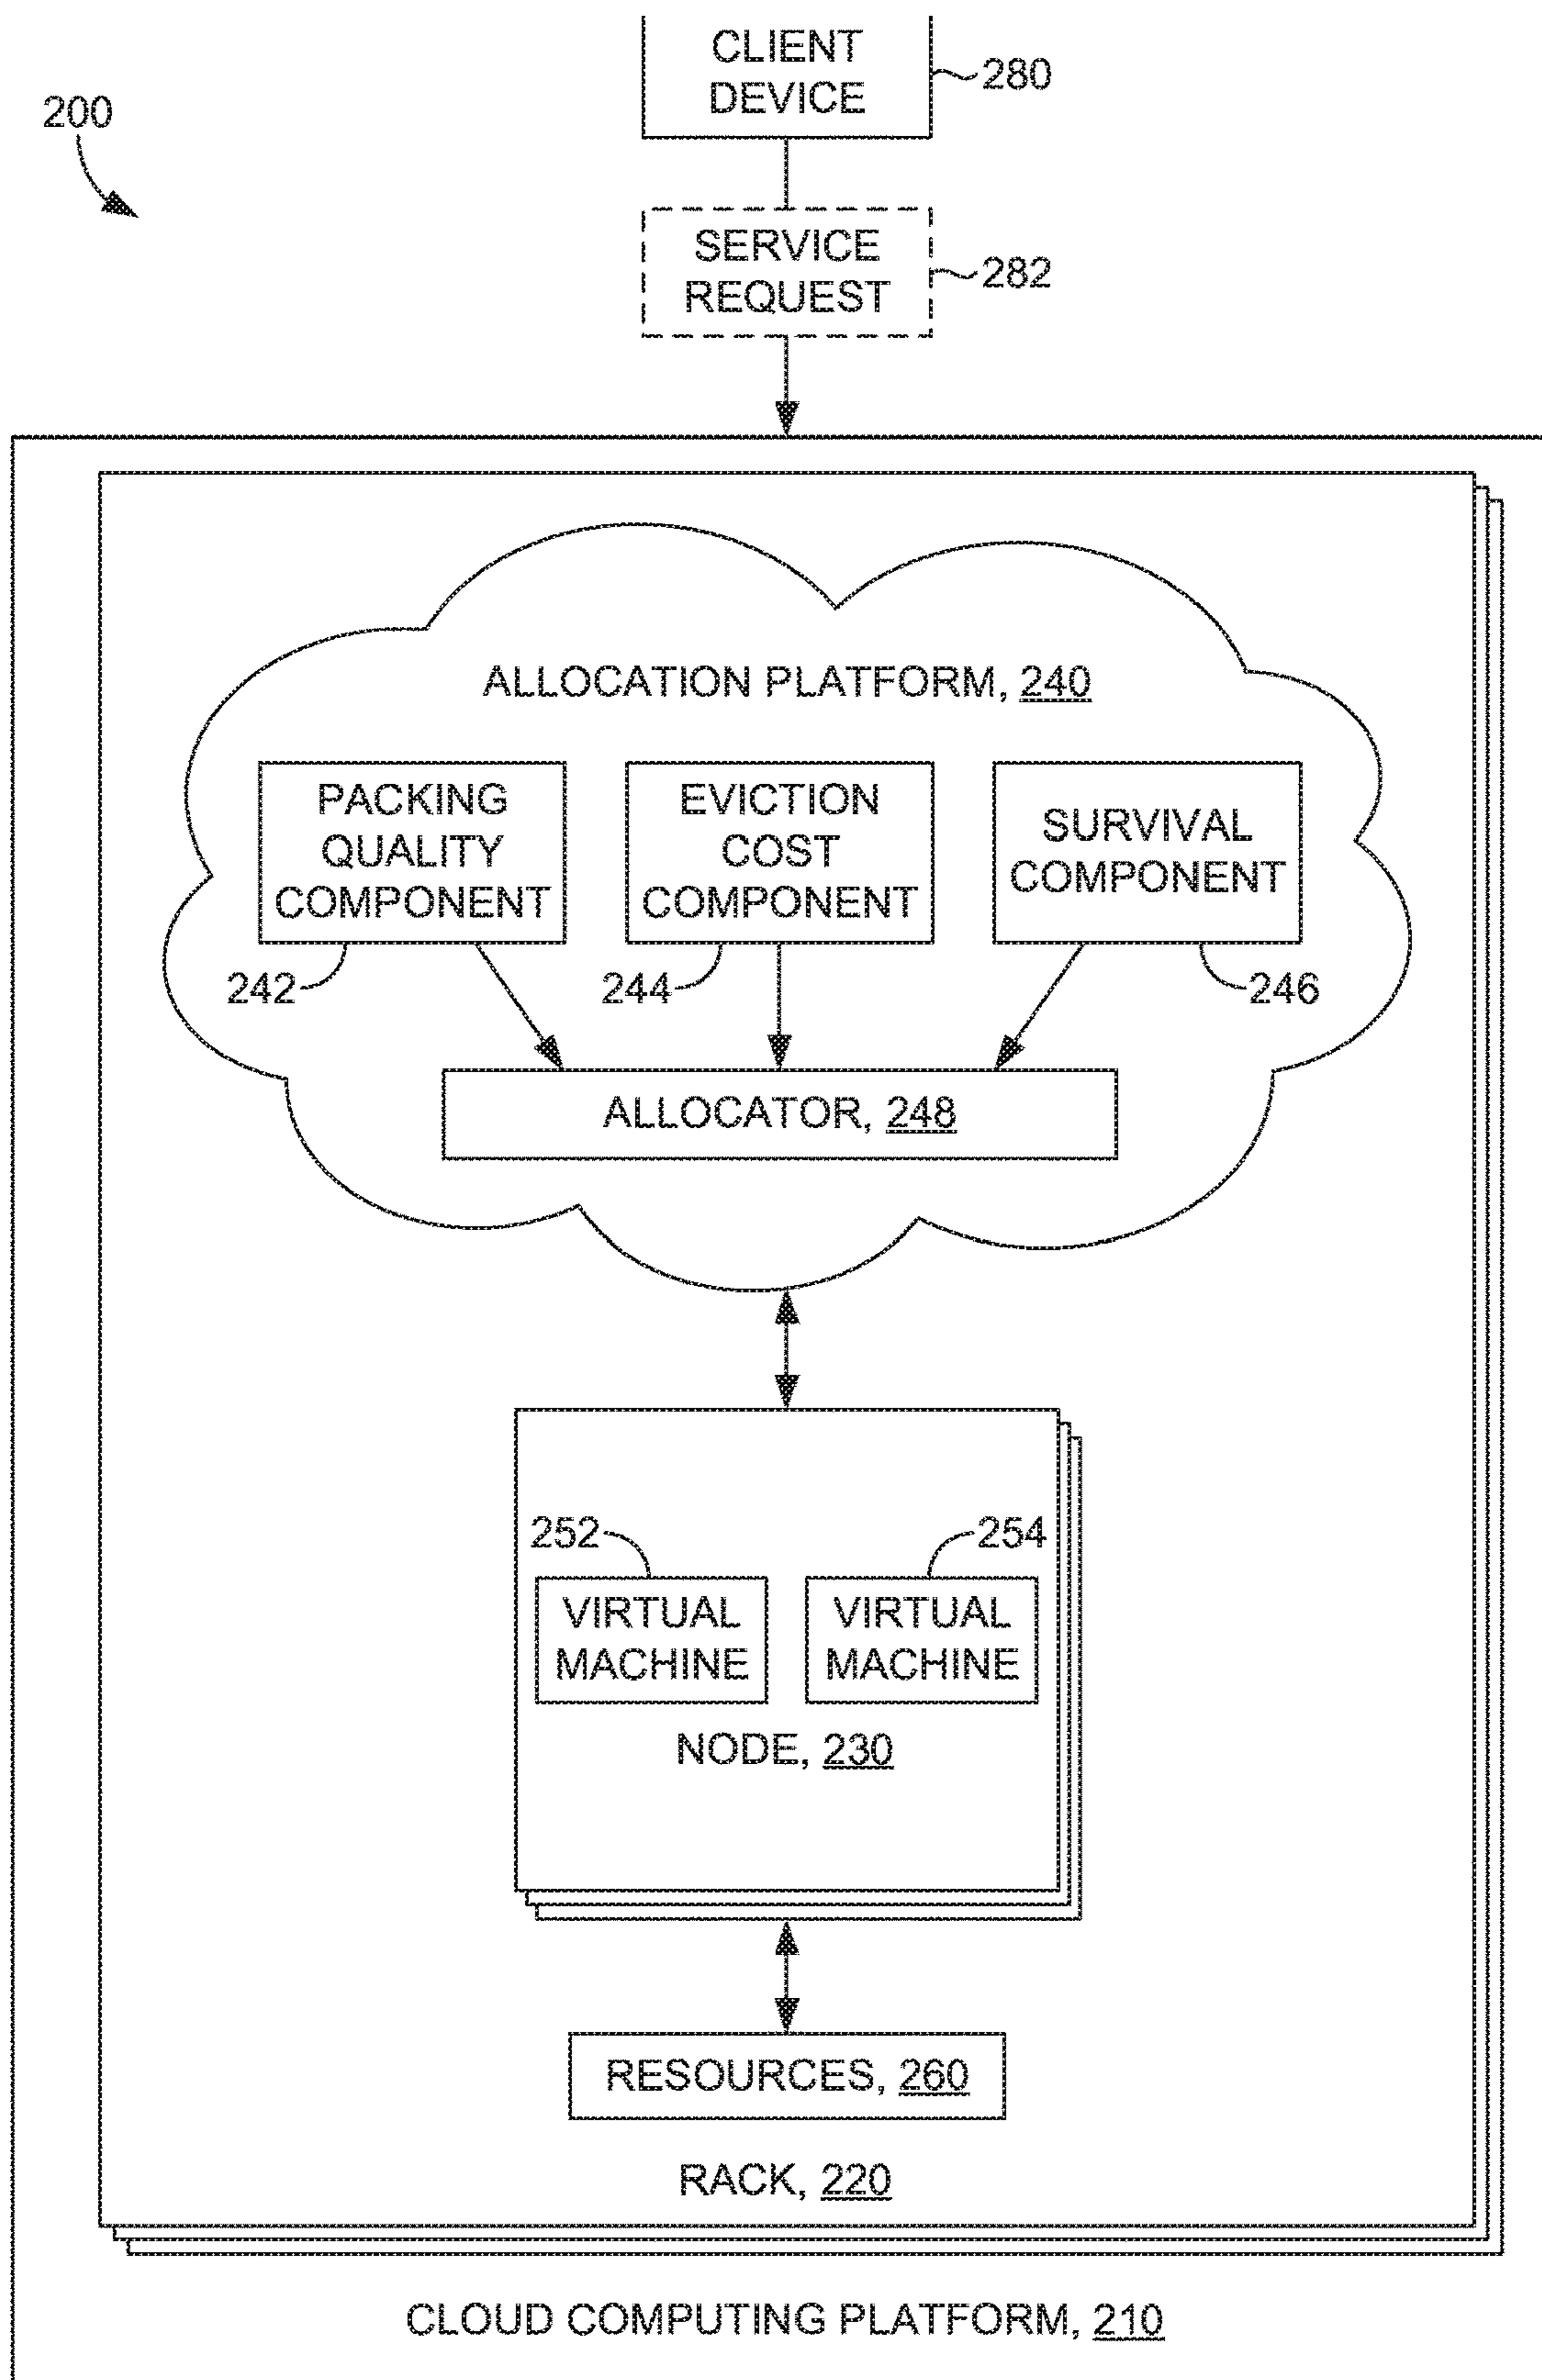 CLIENT
DEVICE
280
200
SERVICE
REQUEST
282
ALLOCATION PLATFORM, 240
PACKING
QUALITY
COMPONENT
EVICTION
COST
COMPONENT
SURVIVAL
COMPONENT
242
244
246
ALLOCATOR, 248
252
254
VIRTUAL
MACHINE
VIRTUAL
MACHINE
NODE, 230
RESOURCES, 260
RACK, 220
CLOUD COMPUTING PLATFORM, 210